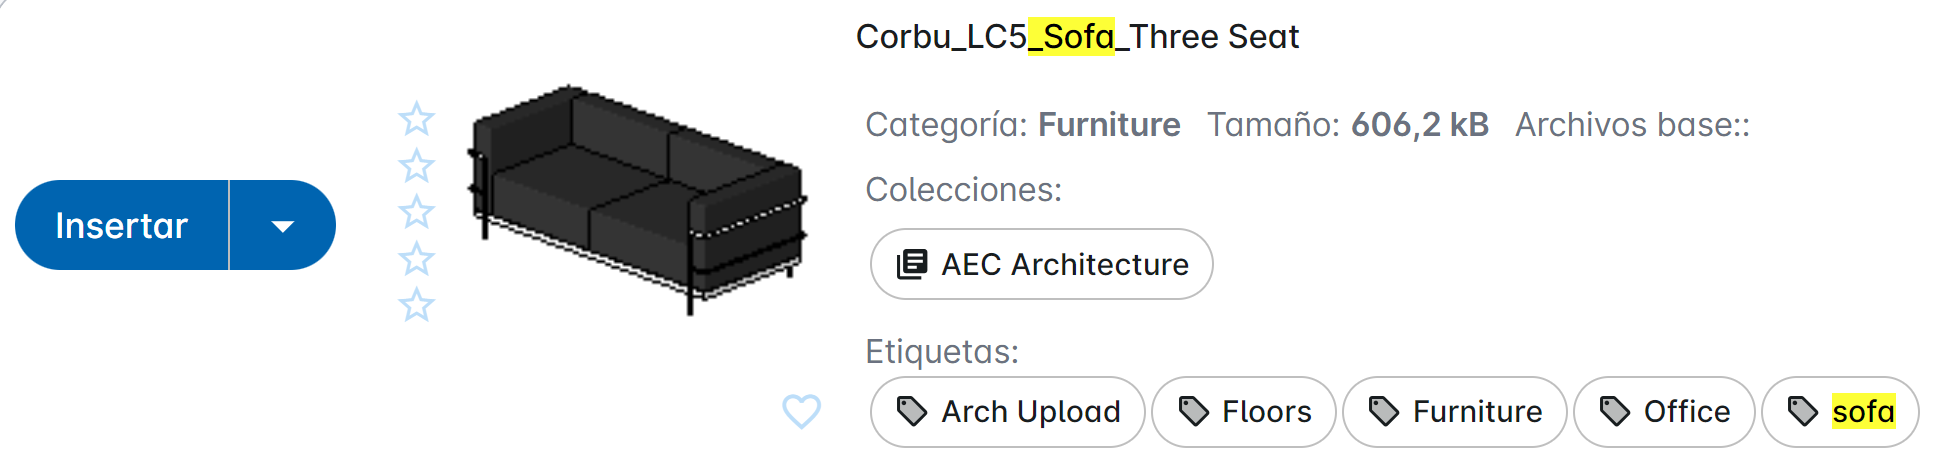 Corbu_LC5_Sofa_Three Seat
Categoría: Furniture Tamaño: 606,2 kB Archivos base::
Colecciones:
Insertar
AEC Architecture
Etiquetas:
Arch Upload Floors Furniture Office sofa